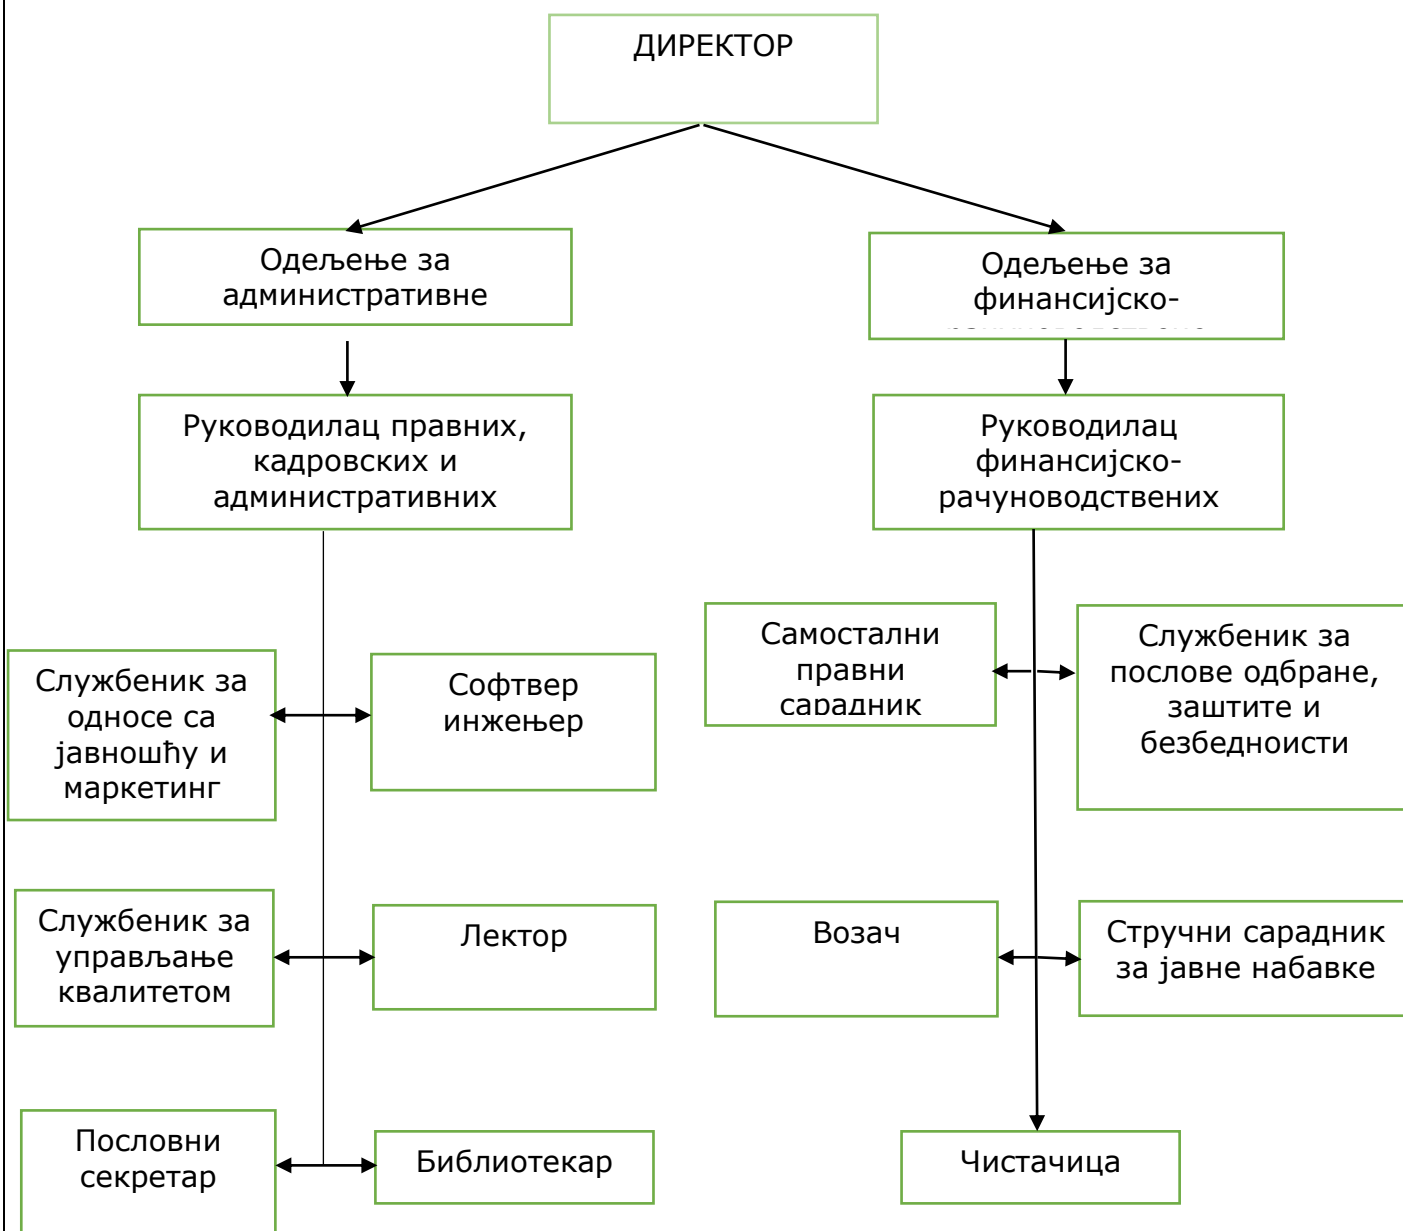 ДИРЕКТОР
Одељење за
административне
Одељење за
финансијско-
Руководилац правних,
кадровских и
административних
Руководилац
финансијско-
рачуноводствених
Самостални
правни
сарадник
Службеник за
послове одбране,
заштите и
безбедноисти
Службеник за
односе са
јавношћу и
маркетинг
Софтвер
инжењер
Службеник за
управљање
квалитетом
Лектор
Возач
Стручни сарадник
за јавне набавке
Пословни
секретар
Библиотекар
Чистачица